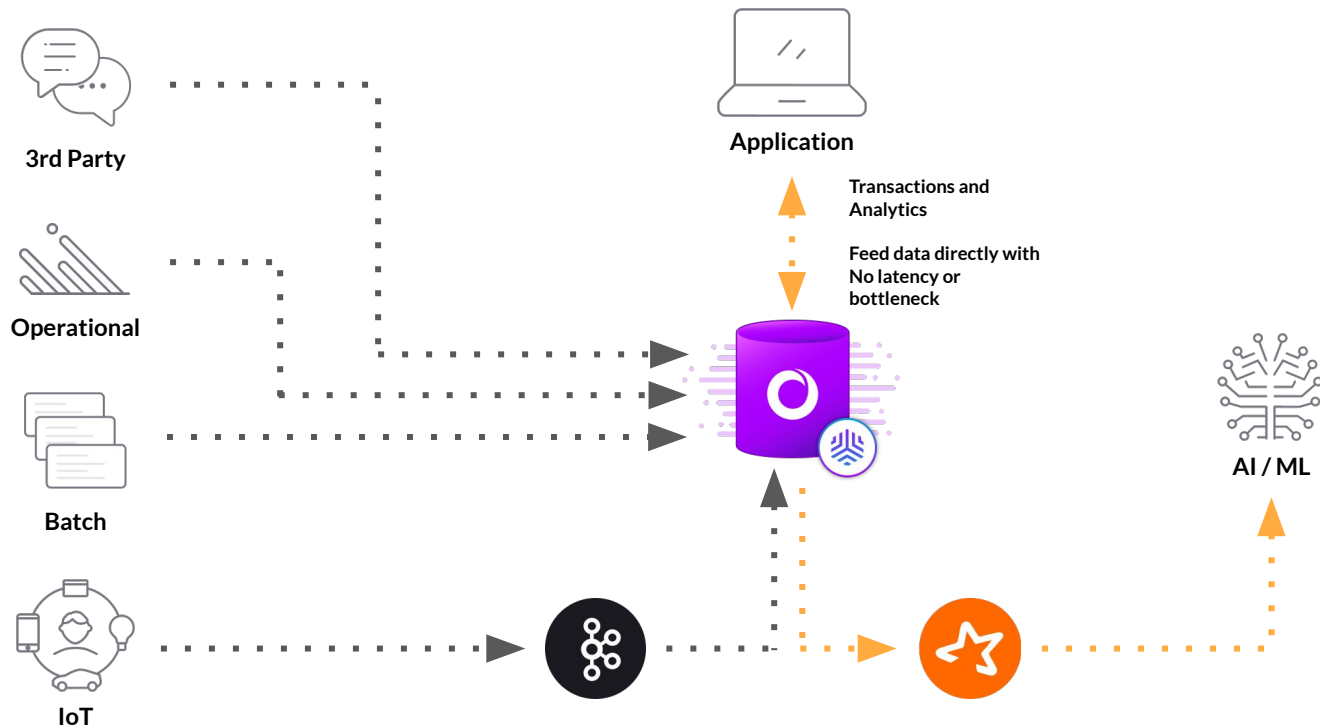 3rd Party
Application
Transactions and
Analytics
Feed data directly with
No latency or
bottleneck
Operational
Batch
AI / ML
IoT